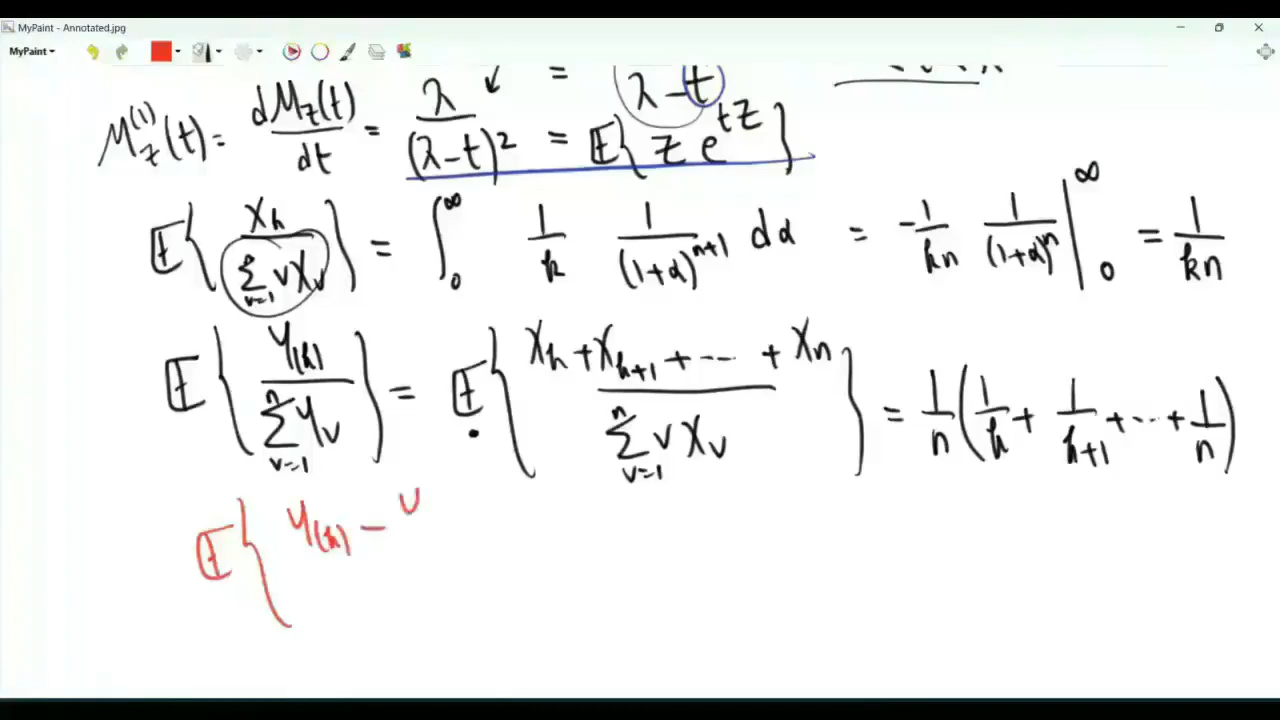 MyPaint - Annotated.jpg
MyPaint
= λ-t
M_Z^{(1)}(t) = dM_Z(t)/dt = λ/(λ-t)^2 = E{Z e^{tZ}}
E{X_k / Σ_{v=1} vX_v} = ∫_0^∞ 1/k 1/(1+α)^{n+1} dα = -1/kn 1/(1+α)^n |_0^∞ = 1/kn
E{Y_{(k)} / Σ_{v=1}^n Y_v} = E{X_k + X_{k+1} + ... + X_n / Σ_{v=1}^n vX_v} = 1/n (1/k + 1/k+1 + ... + 1/n)
E{Y_{(k)} -